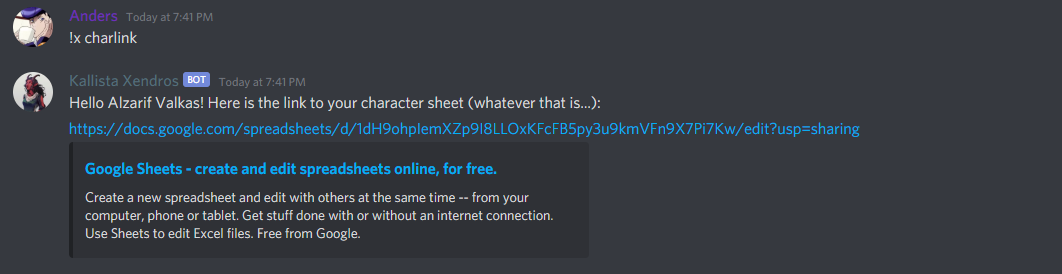 Anders Today at 7:41 PM
!x charlink
Kallista Xendros BOT Today at 7:41 PM
Hello Alzarif Valkas! Here is the link to your character sheet (whatever that is...):
https://docs.google.com/spreadsheets/d/1dH9ohpIemXZp9I8LLOxKFcFB5py3u9kmVFn9X7Pi7Kw/edit?usp=sharing
Google Sheets - create and edit spreadsheets online, for free.
Create a new spreadsheet and edit with others at the same time -- from your
computer, phone or tablet. Get stuff done with or without an internet connection.
Use Sheets to edit Excel files. Free from Google.